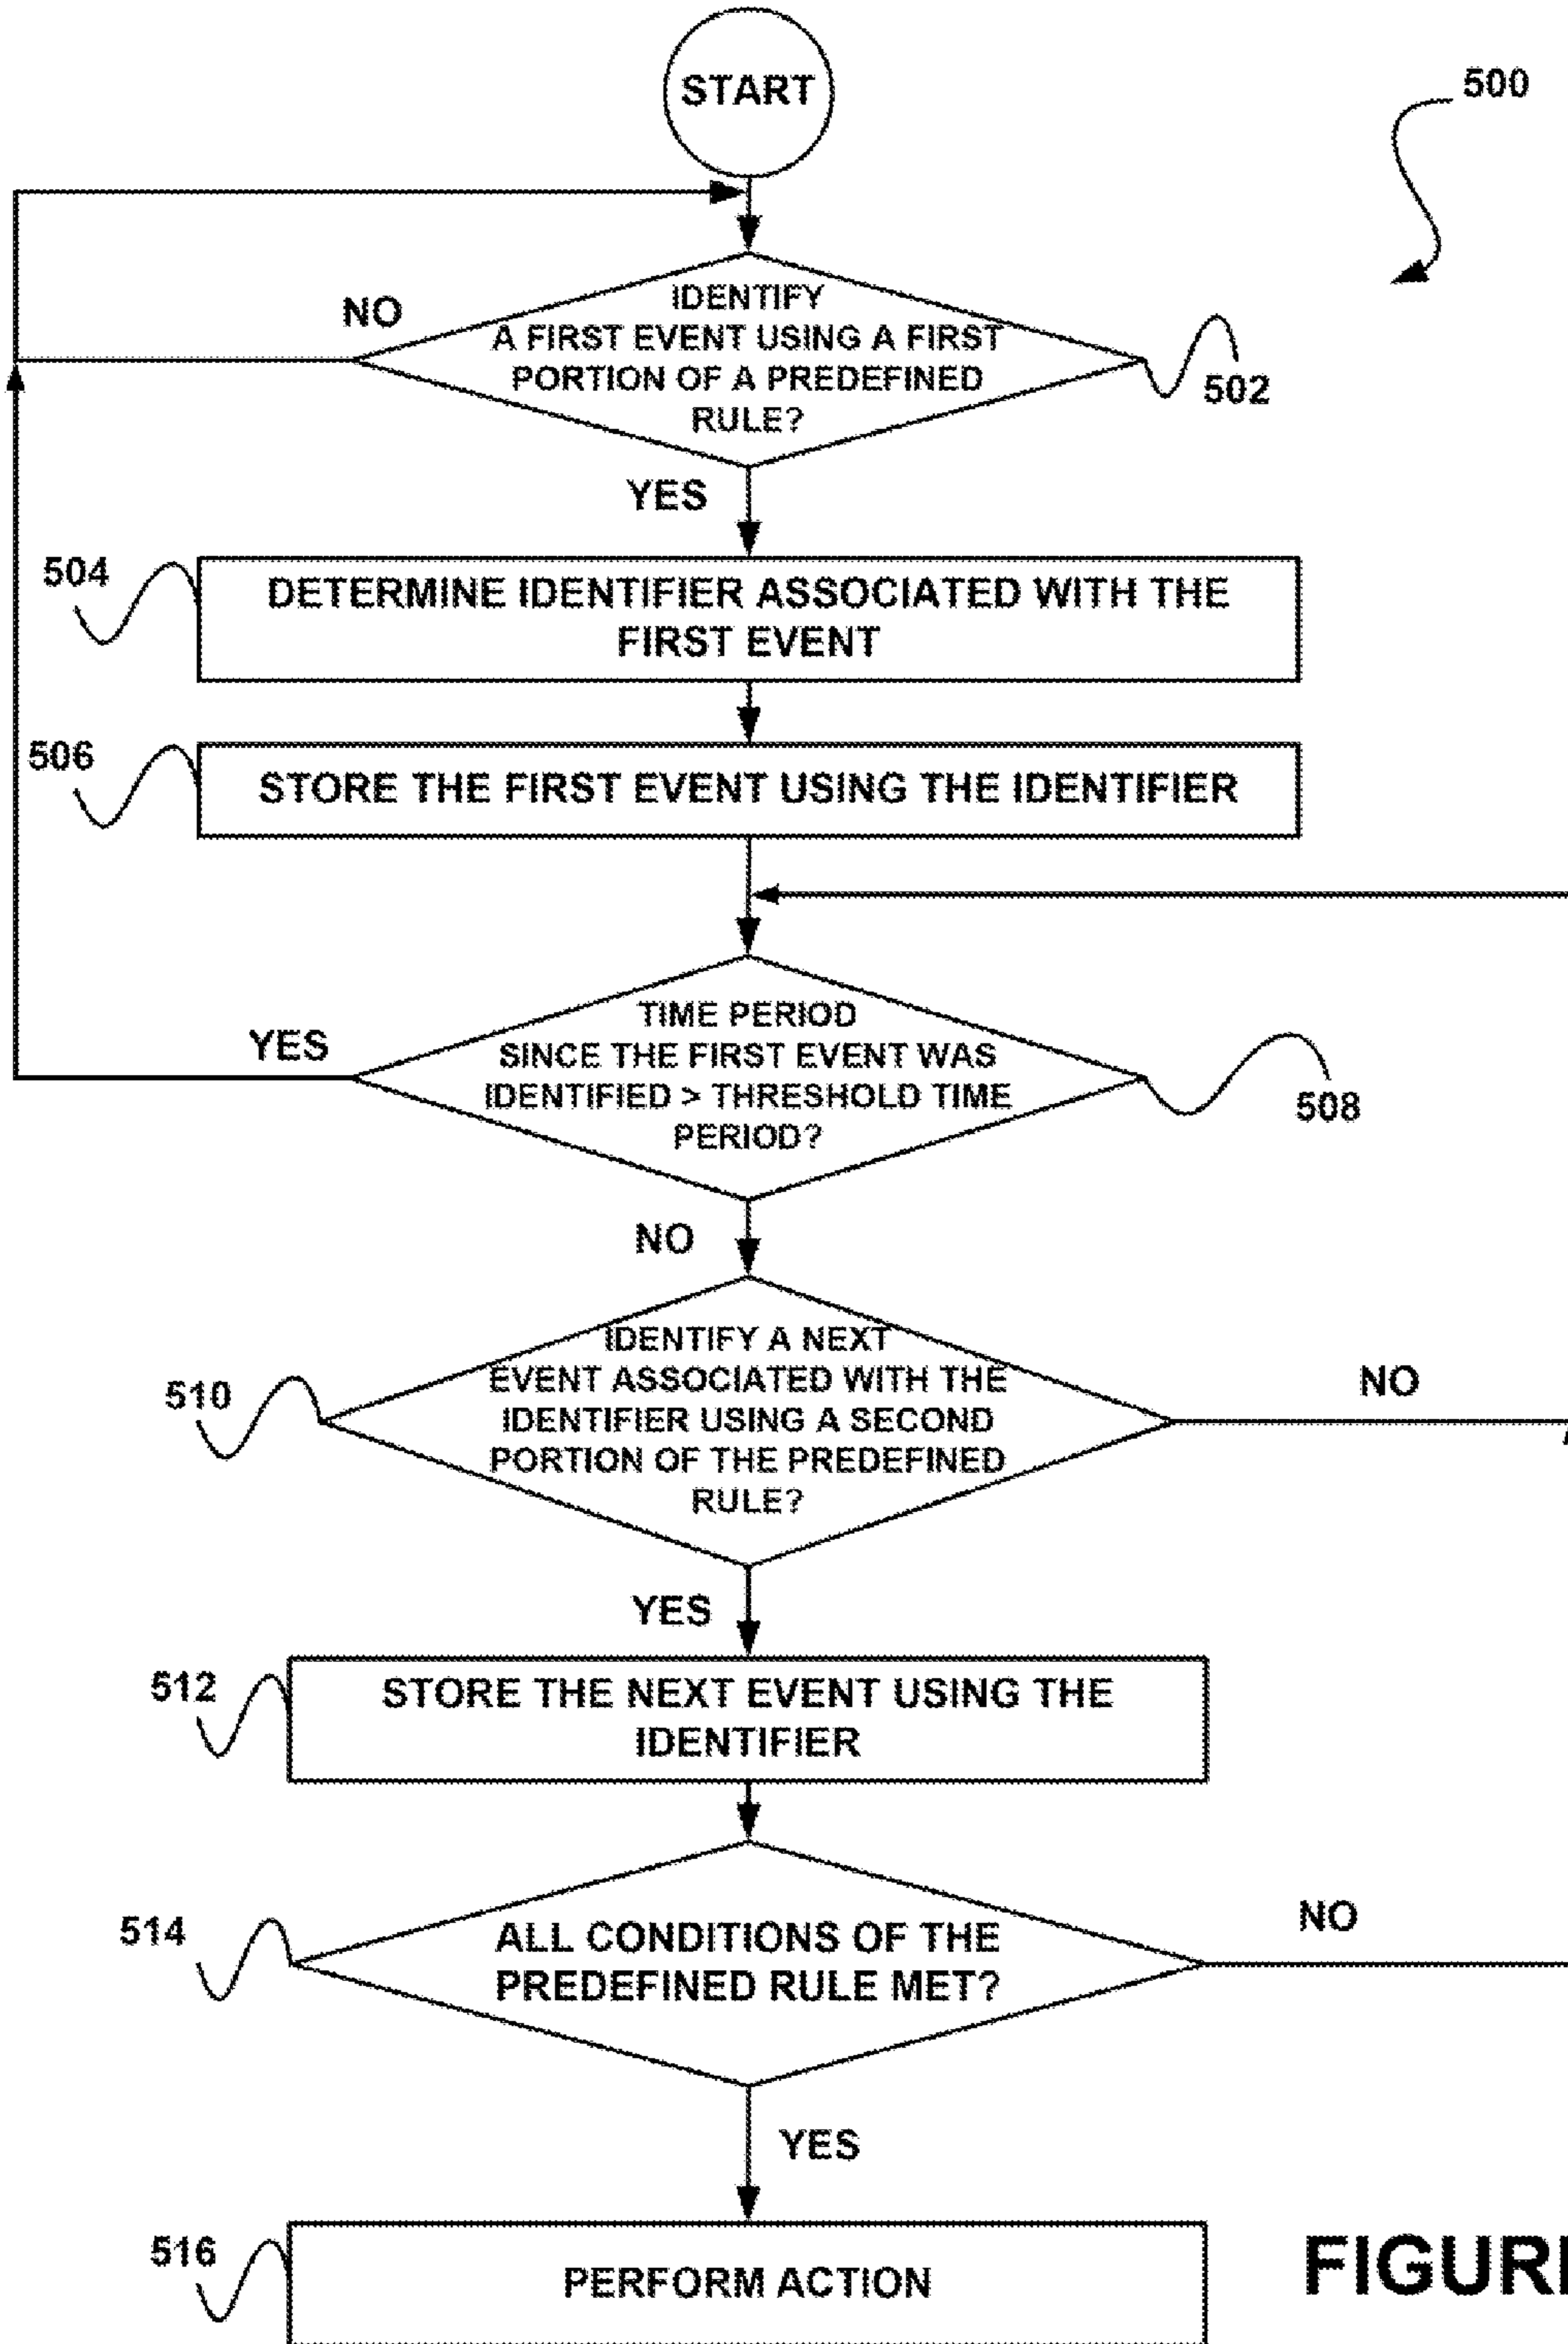 START
500
NO
IDENTIFY
A FIRST EVENT USING A FIRST
PORTION OF A PREDEFINED
RULE?
502
YES
504
DETERMINE IDENTIFIER ASSOCIATED WITH THE
FIRST EVENT
506
STORE THE FIRST EVENT USING THE IDENTIFIER
YES
TIME PERIOD
SINCE THE FIRST EVENT WAS
IDENTIFIED > THRESHOLD TIME
PERIOD?
508
NO
510
IDENTIFY A NEXT
EVENT ASSOCIATED WITH THE
IDENTIFIER USING A SECOND
PORTION OF THE PREDEFINED
RULE?
NO
YES
512
STORE THE NEXT EVENT USING THE
IDENTIFIER
514
ALL CONDITIONS OF THE
PREDEFINED RULE MET?
NO
YES
516
PERFORM ACTION
FIGUR